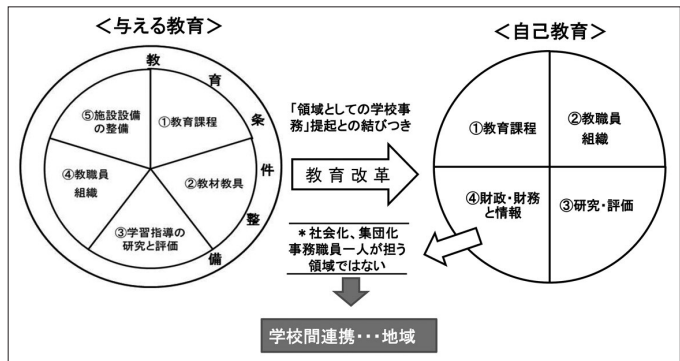 ＜与える教育＞
教育条件整備
①教育課程
②教材教具
③学習指導の
研究と評価
④教職員
組織
⑤施設設備
の整備
「領域としての学校事
務」提起との結びつき
教育改革
＊社会化、集団化
事務職員一人が担う
領域ではない
学校間連携･･･地域
＜自己教育＞
①教育課程
②教職員
組織
③研究・評価
④財政・財務
と情報